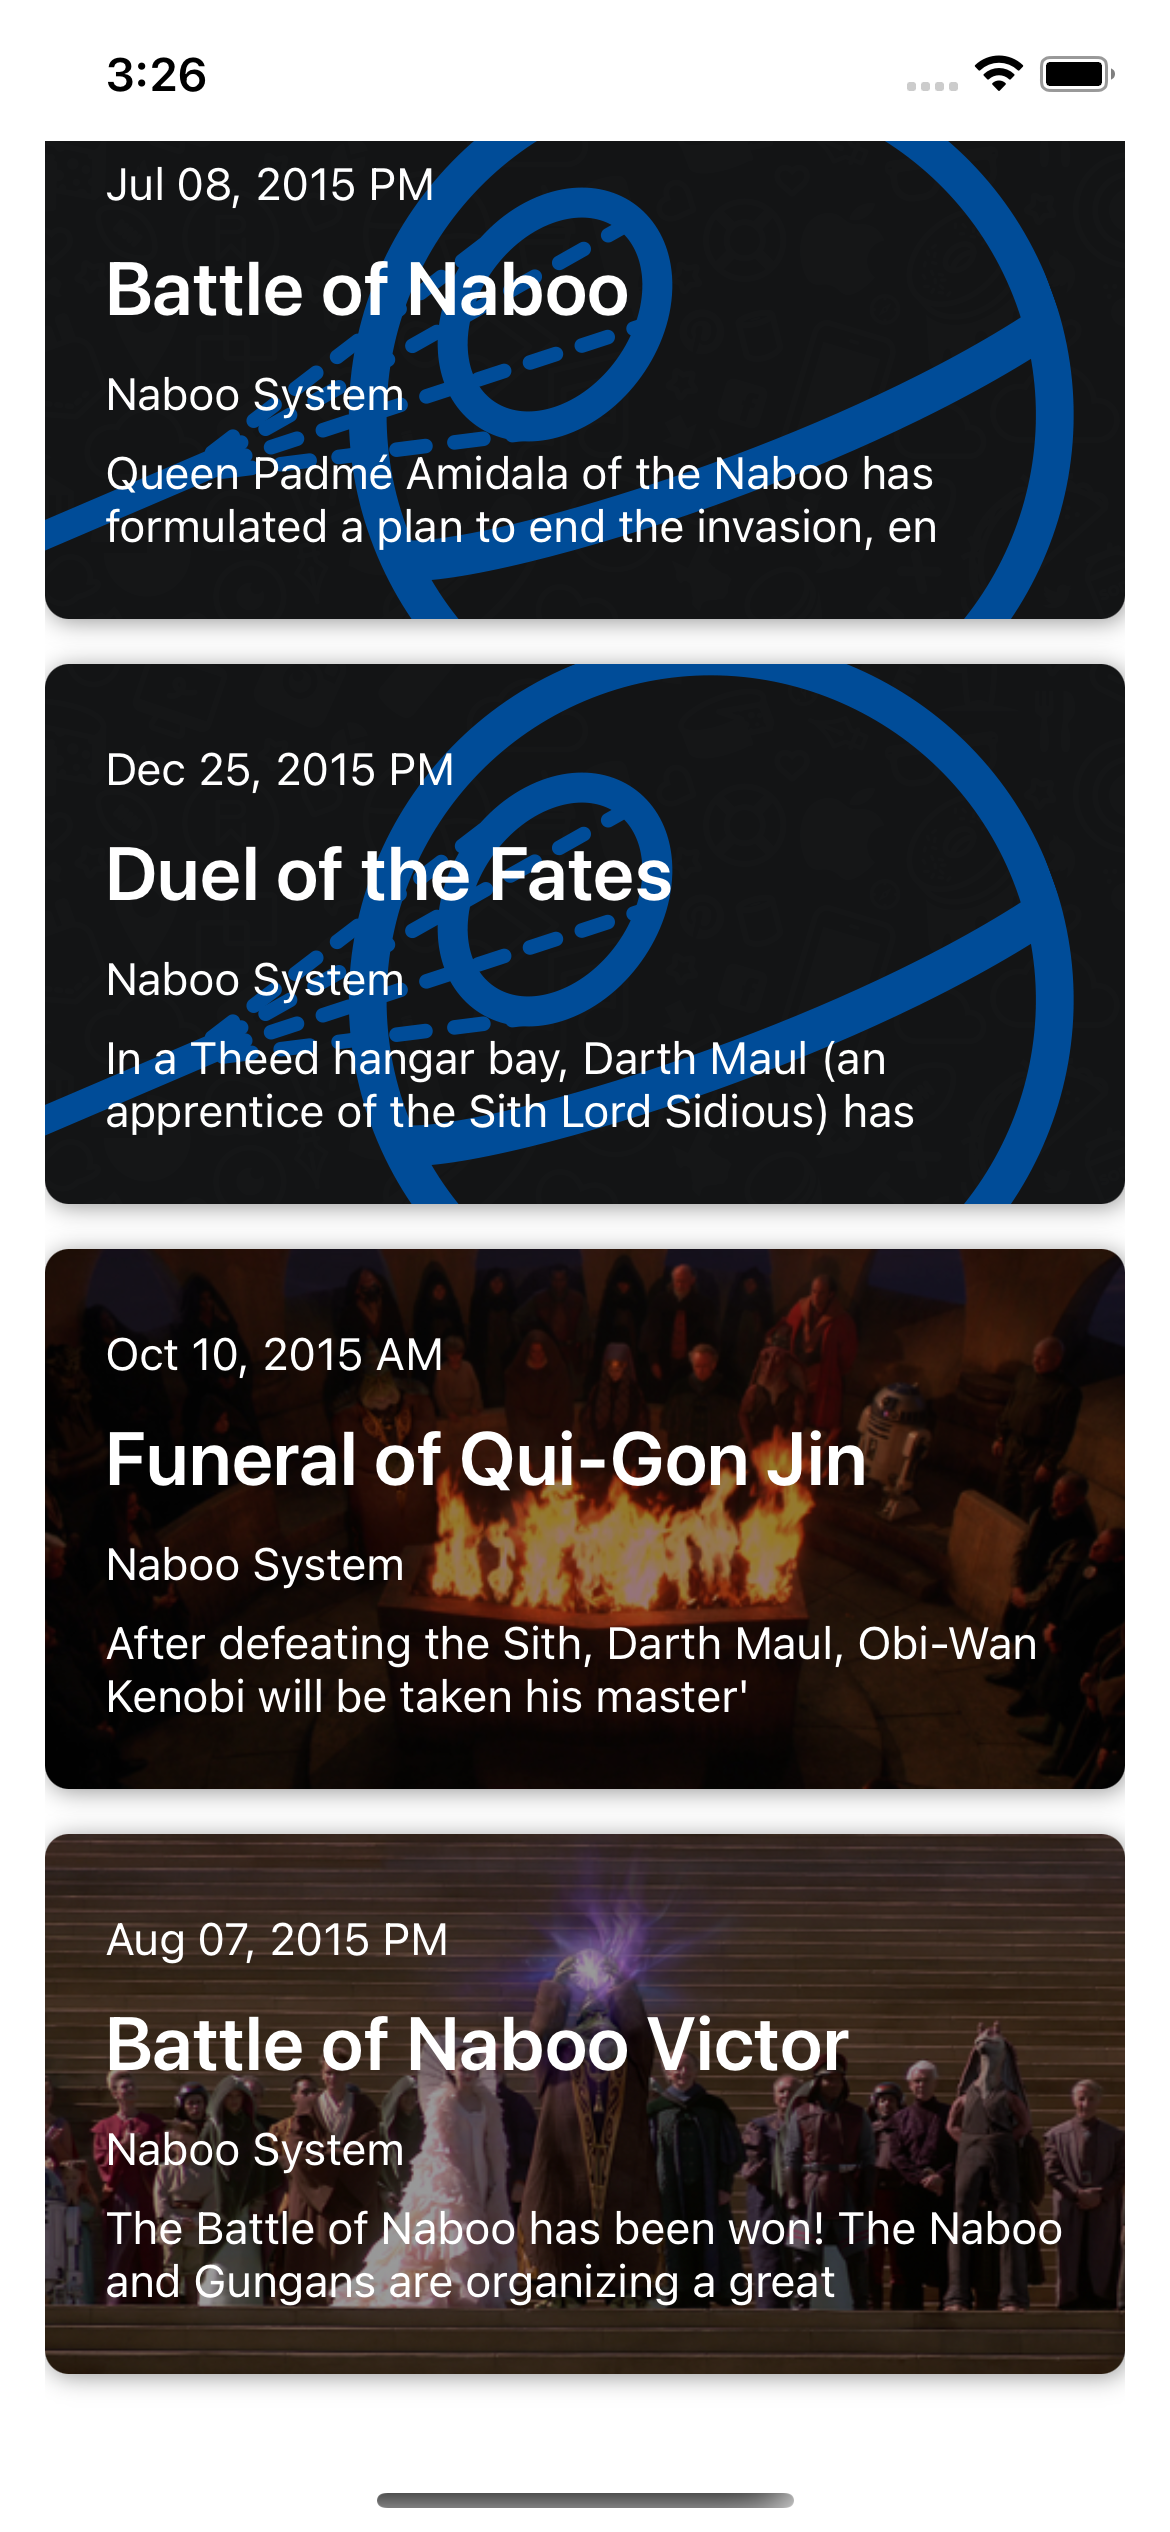 3:26
Jul 08, 2015 PM
Battle of Naboo
Naboo System
Queen Padmé Amidala of the Naboo has
formulated a plan to end the invasion, en
Dec 25, 2015 PM
Duel of the Fates
Naboo System
In a Theed hangar bay, Darth Maul (an
apprentice of the Sith Lord Sidious) has
Oct 10, 2015 AM
Funeral of Qui-Gon Jin
Naboo System
After defeating the Sith, Darth Maul, Obi-Wan
Kenobi will be taken his master'
Aug 07, 2015 PM
Battle of Naboo Victor
Naboo System
The Battle of Naboo has been won! The Naboo
and Gungans are organizing a great